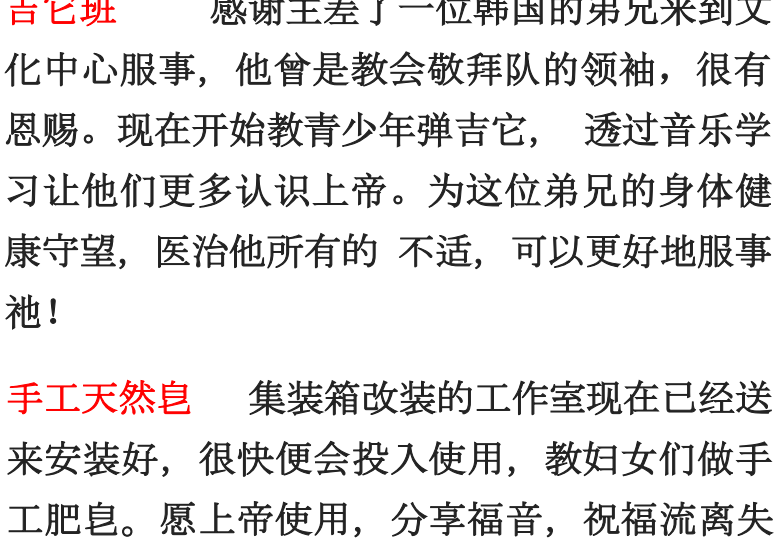 吉它班 感谢主差了一位韩国的弟兄来到文
化中心服事, 他曾是教会敬拜队的领袖，很有
恩赐。现在开始教青少年弹吉它, 透过音乐学
习让他们更多认识上帝。为这位弟兄的身体健
康守望, 医治他所有的 不适, 可以更好地服事
祂!
手工天然皂 集装箱改装的工作室现在已经送
来安装好, 很快便会投入使用, 教妇女们做手
工肥皂。愿上帝使用, 分享福音, 祝福流离失